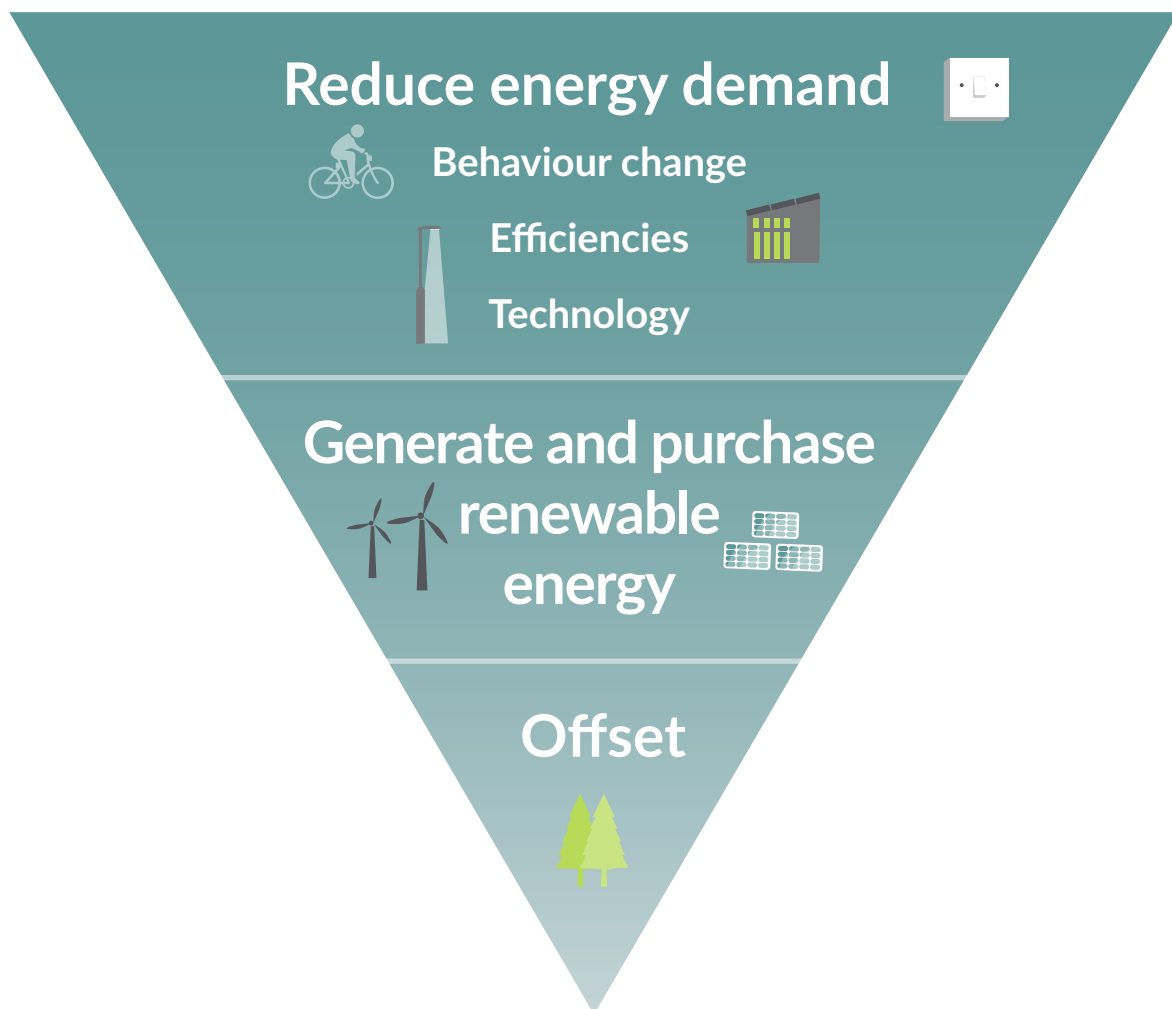 Reduce energy demand
Behaviour change
Efficiencies
Technology
Generate and purchase
renewable
energy
Offset